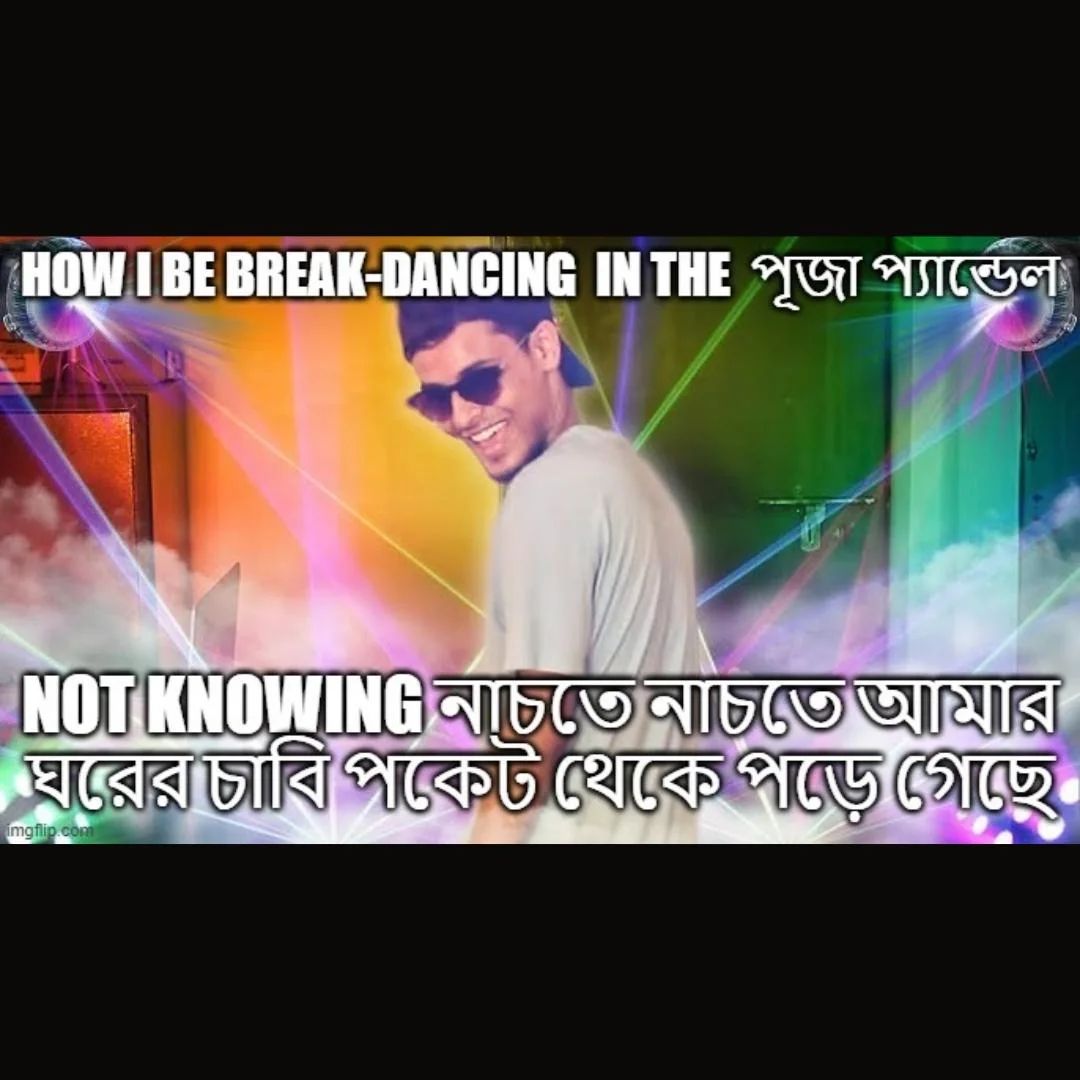 HOW I BE BREAK-DANCING IN THE পূজা প্যান্ডেল
NOT KNOWING নাচতে নাচতে আমার
ঘরের চাবি পকেট থেকে পড়ে গেছে
imgflip.com